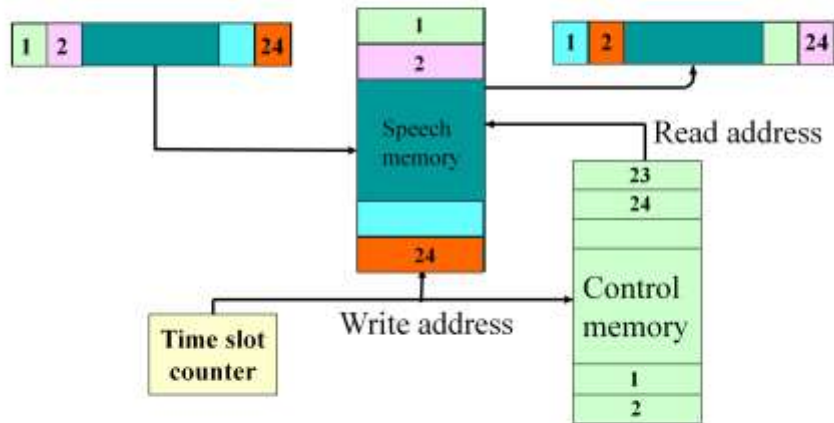 1 2 24
1
2
Speech
memory
24
1 2 24
Read address
23
24
Control
memory
1
2
Write address
Time slot
counter